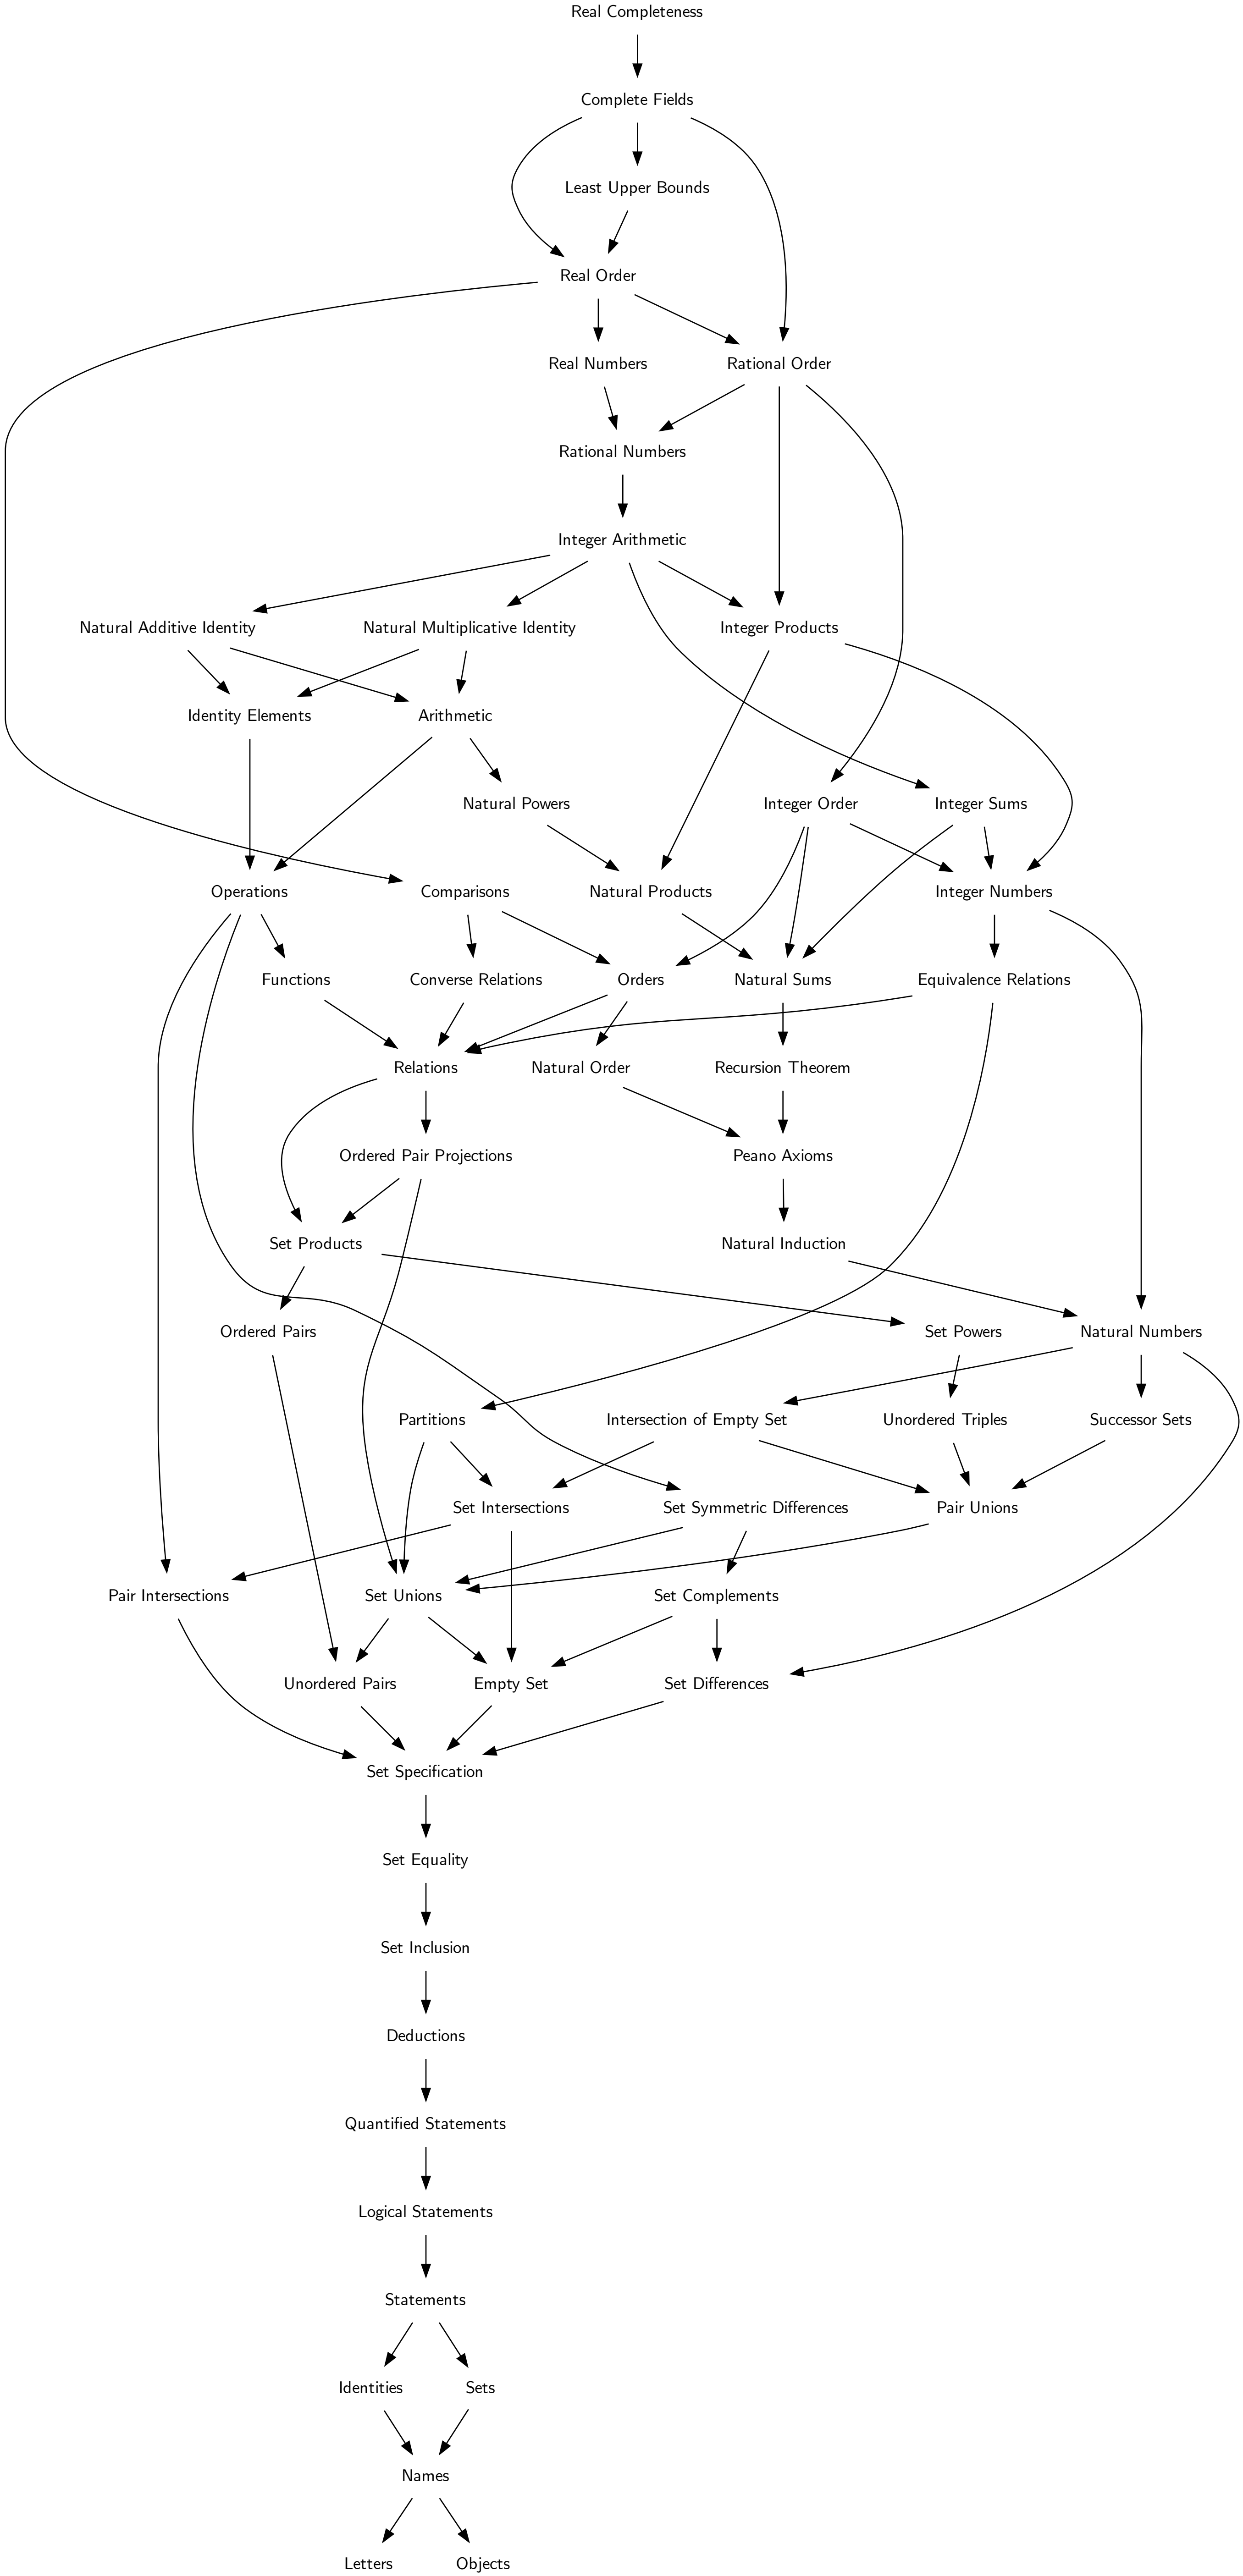 Real Completeness
Complete Fields
Least Upper Bounds
Real Order
Real Numbers
Rational Order
Rational Numbers
Integer Arithmetic
Natural Additive Identity
Natural Multiplicative Identity
Integer Products
Identity Elements
Arithmetic
Natural Powers
Integer Order
Integer Sums
Operations
Comparisons
Natural Products
Integer Numbers
Functions
Converse Relations
Orders
Natural Sums
Equivalence Relations
Relations
Natural Order
Recursion Theorem
Ordered Pair Projections
Peano Axioms
Set Products
Natural Induction
Ordered Pairs
Set Powers
Natural Numbers
Partitions
Intersection of Empty Set
Unordered Triples
Successor Sets
Set Intersections
Set Symmetric Differences
Pair Unions
Pair Intersections
Set Unions
Set Complements
Unordered Pairs
Empty Set
Set Differences
Set Specification
Set Equality
Set Inclusion
Deductions
Quantified Statements
Logical Statements
Statements
Identities
Sets
Names
Letters
Objects